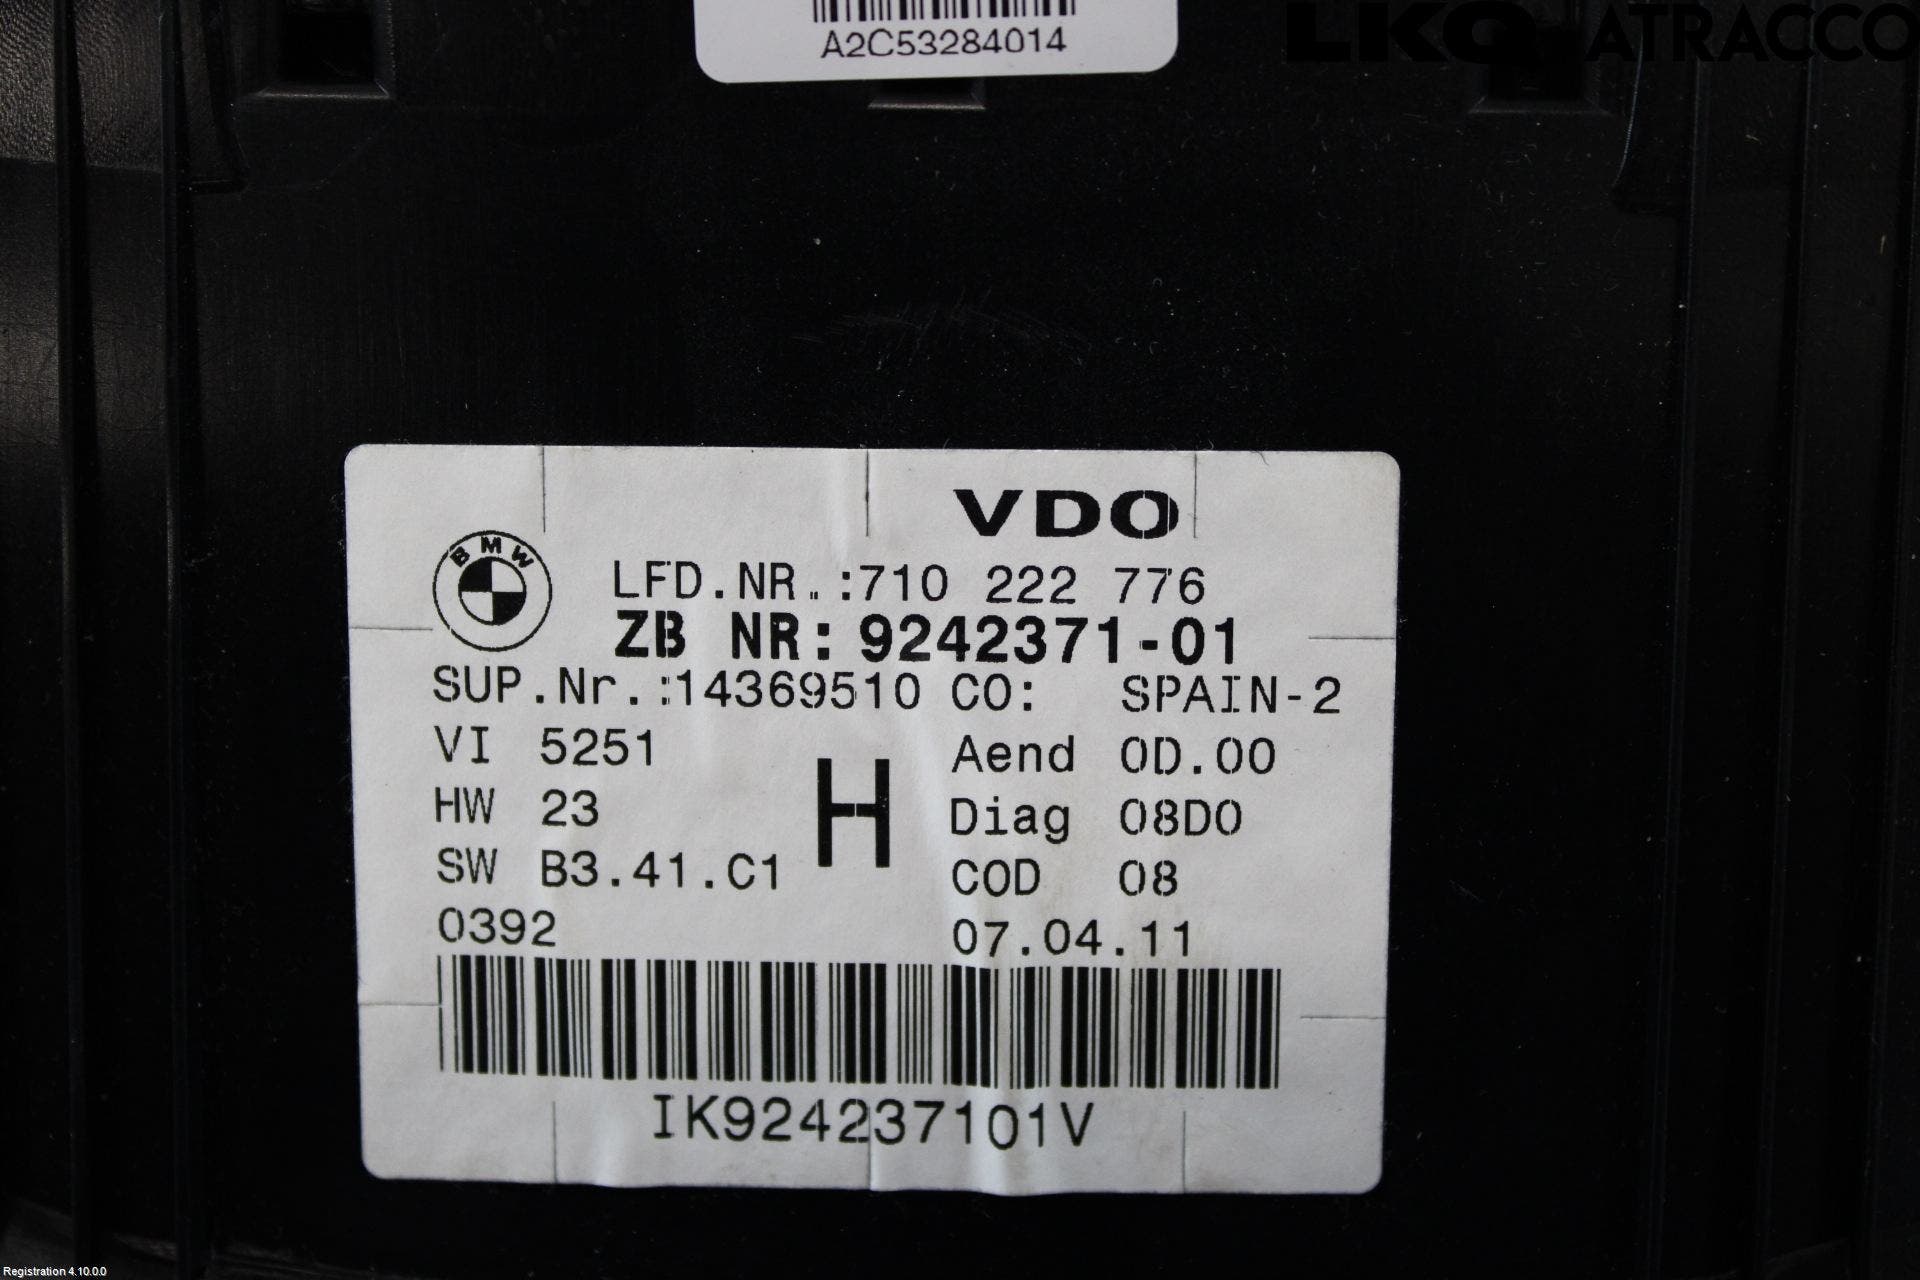 A2C53284014
LKQ ATRACCO
VDO
BMW
LFD.NR.:710 222 776
ZB NR: 9242371-01
SUP.Nr.:14369510 CO: SPAIN-2
VI 5251
H
Aend 0D.00
HW 23
Diag 08D0
SW B3.41.C1
COD 08
0392
07.04.11
IK924237101V
Registration 4.10.0.0